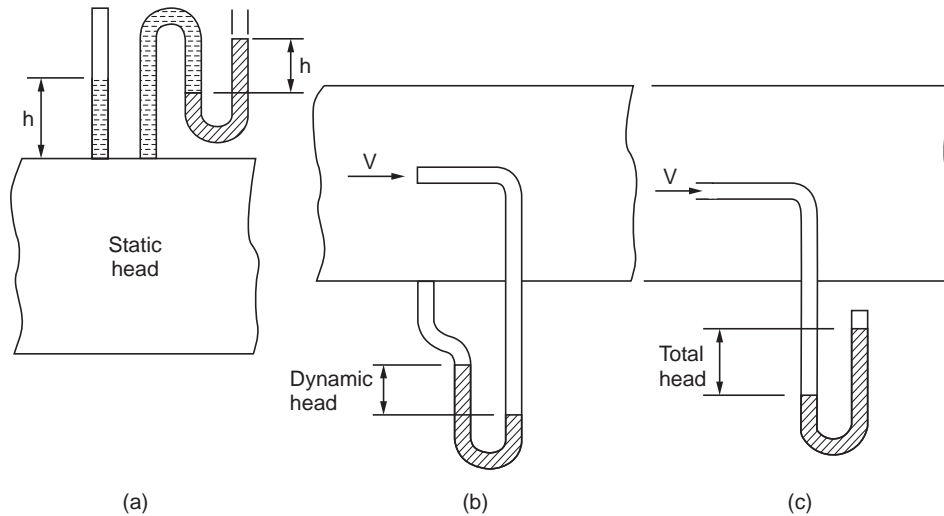 h
h
Static
head
(a)
V
Dynamic
head
(b)
V
Total
head
(c)